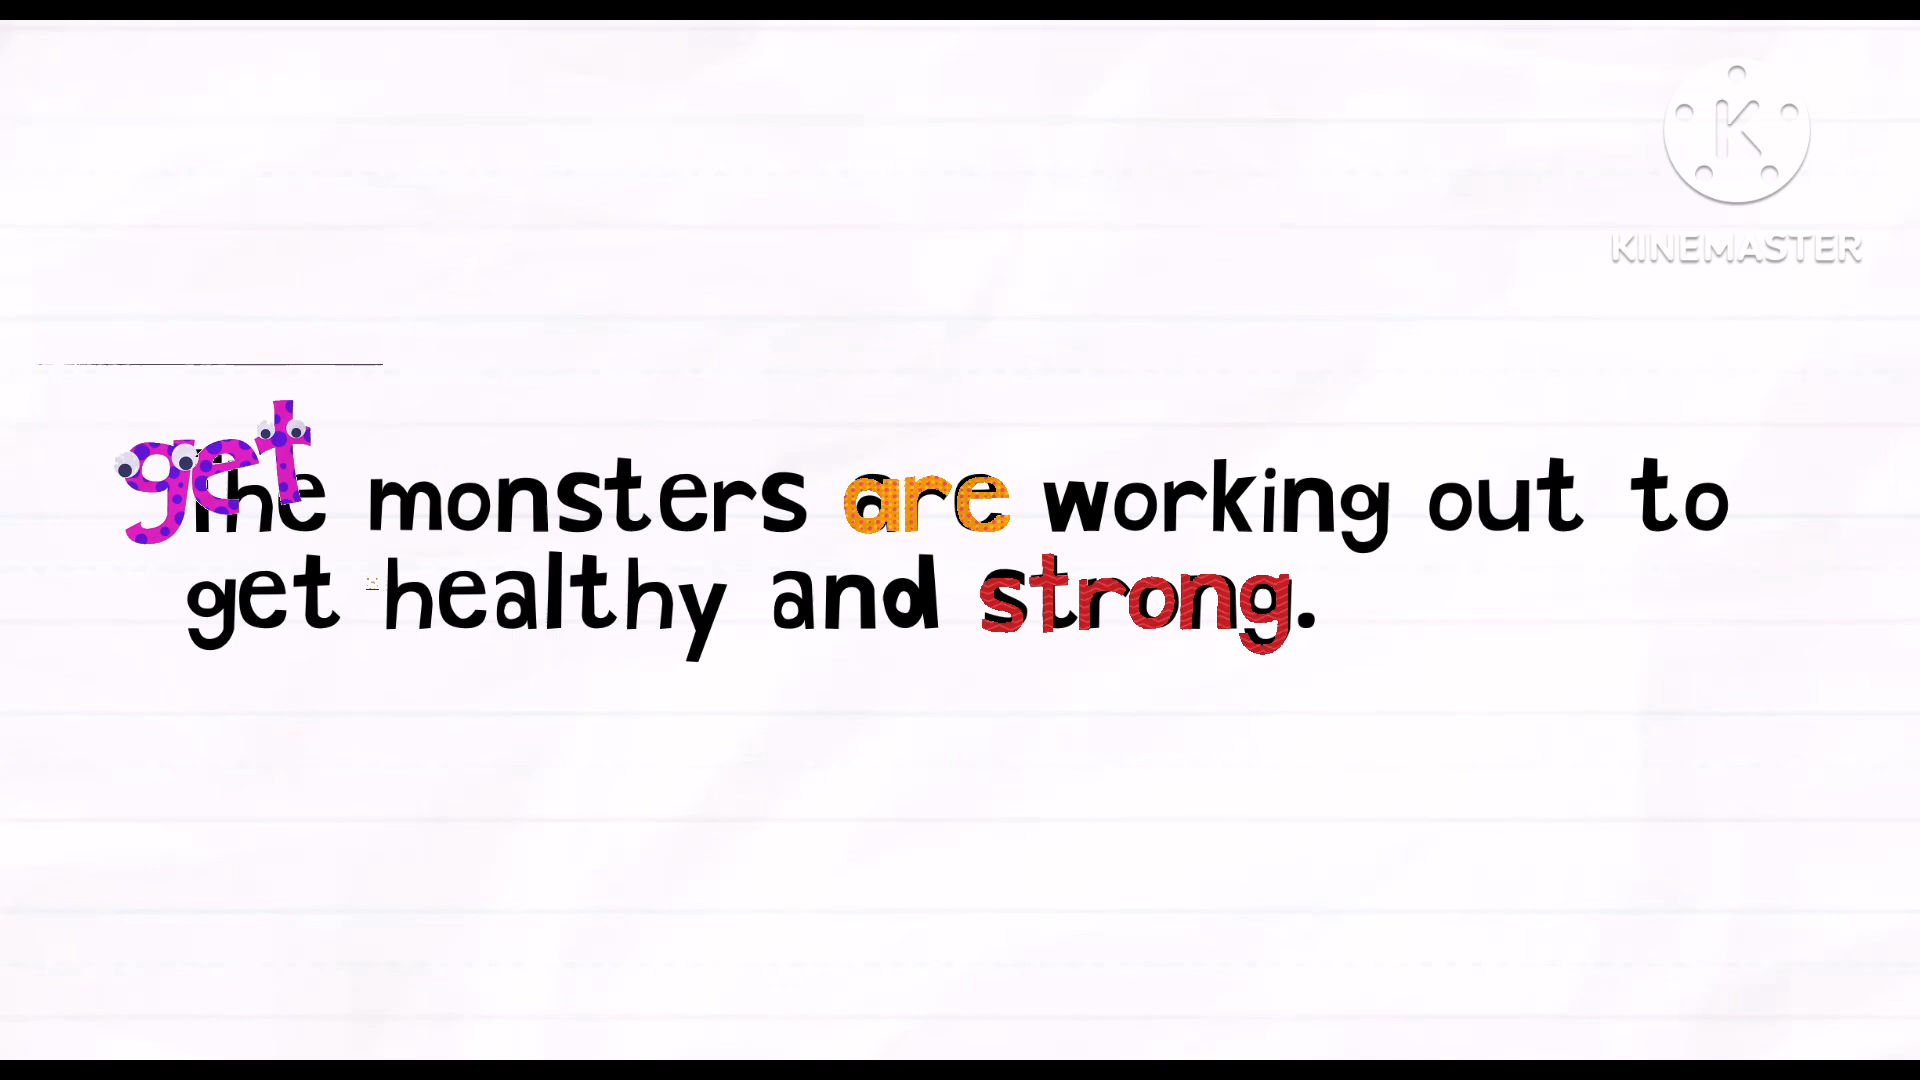 K
KINEMASTER
get
The monsters are working out to
get healthy and strong.